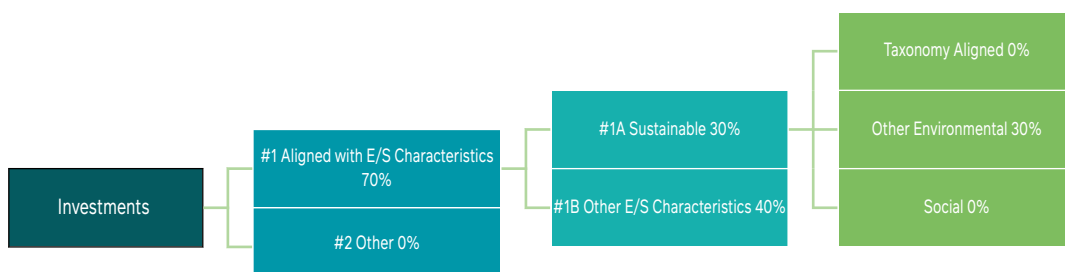 Investments
#1 Aligned with E/S Characteristics
70%
#2 Other 0%
#1A Sustainable 30%
#1B Other E/S Characteristics 40%
Taxonomy Aligned 0%
Other Environmental 30%
Social 0%